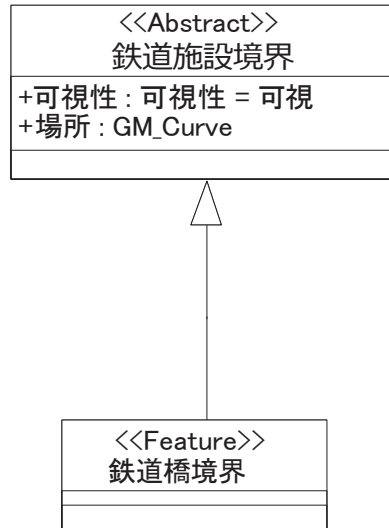 <<Abstract>>
鉄道施設境界
+可視性 : 可視性 = 可視
+場所 : GM_Curve
<<Feature>>
鉄道橋境界